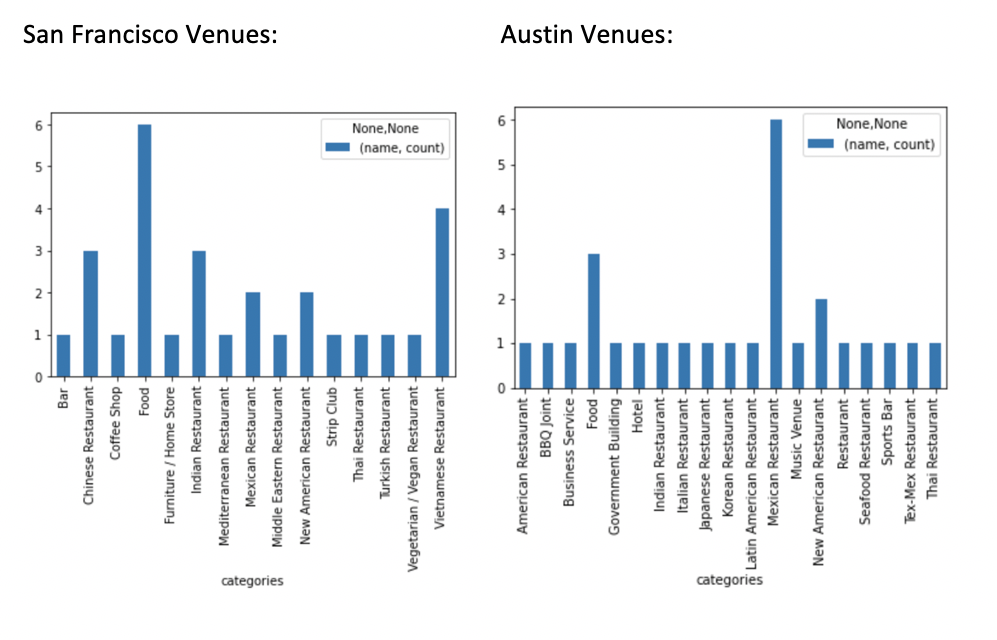 San Francisco Venues:
Austin Venues:
None,None
(name, count)
6
5
4
3
2
1
0
Bar
Chinese Restaurant
Coffee Shop
Food
Furniture / Home Store
Indian Restaurant
Mediterranean Restaurant
Mexican Restaurant
Middle Eastern Restaurant
New American Restaurant
Strip Club
Thai Restaurant
Turkish Restaurant
Vegetarian / Vegan Restaurant
Vietnamese Restaurant
categories
None,None
(name, count)
6
5
4
3
2
1
0
American Restaurant
BBQ Joint
Business Service
Food
Government Building
Hotel
Indian Restaurant
Italian Restaurant
Japanese Restaurant
Korean Restaurant
Latin American Restaurant
Mexican Restaurant
Music Venue
New American Restaurant
Restaurant
Seafood Restaurant
Sports Bar
Tex-Mex Restaurant
Thai Restaurant
categories